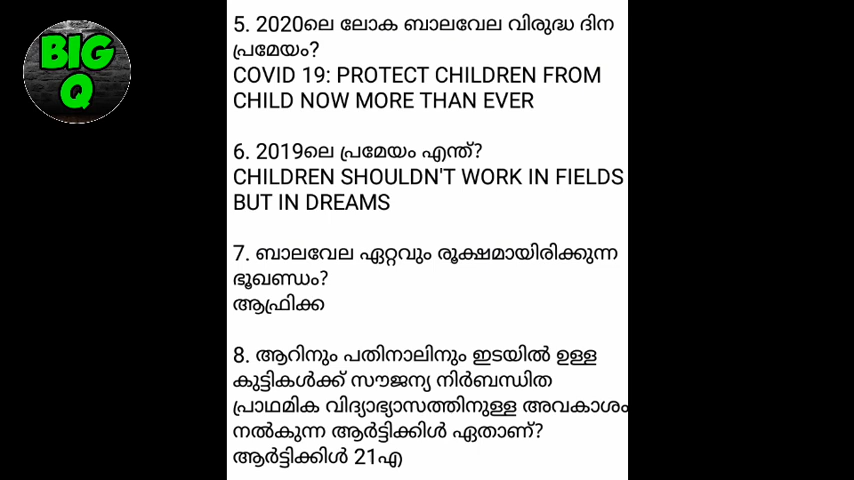 BIG
Q
5. 2020ലെ ലോക ബാലവേല വിരുദ്ധ ദിന
പ്രമേയം?
COVID 19: PROTECT CHILDREN FROM
CHILD NOW MORE THAN EVER
6. 2019ലെ പ്രമേയം എന്ത്?
CHILDREN SHOULDN'T WORK IN FIELDS
BUT IN DREAMS
7. ബാലവേല ഏറ്റവും രൂക്ഷമായിരിക്കുന്ന
ഭൂഖണ്ഡം?
ആഫ്രിക്ക
8. ആറിനും പതിനാലിനും ഇടയിൽ ഉള്ള
കുട്ടികൾക്ക് സൗജന്യ നിർബന്ധിത
പ്രാഥമിക വിദ്യാഭ്യാസത്തിനുള്ള അവകാശം
നൽകുന്ന ആർട്ടിക്കിൾ ഏതാണ്?
ആർട്ടിക്കിൾ 21എ